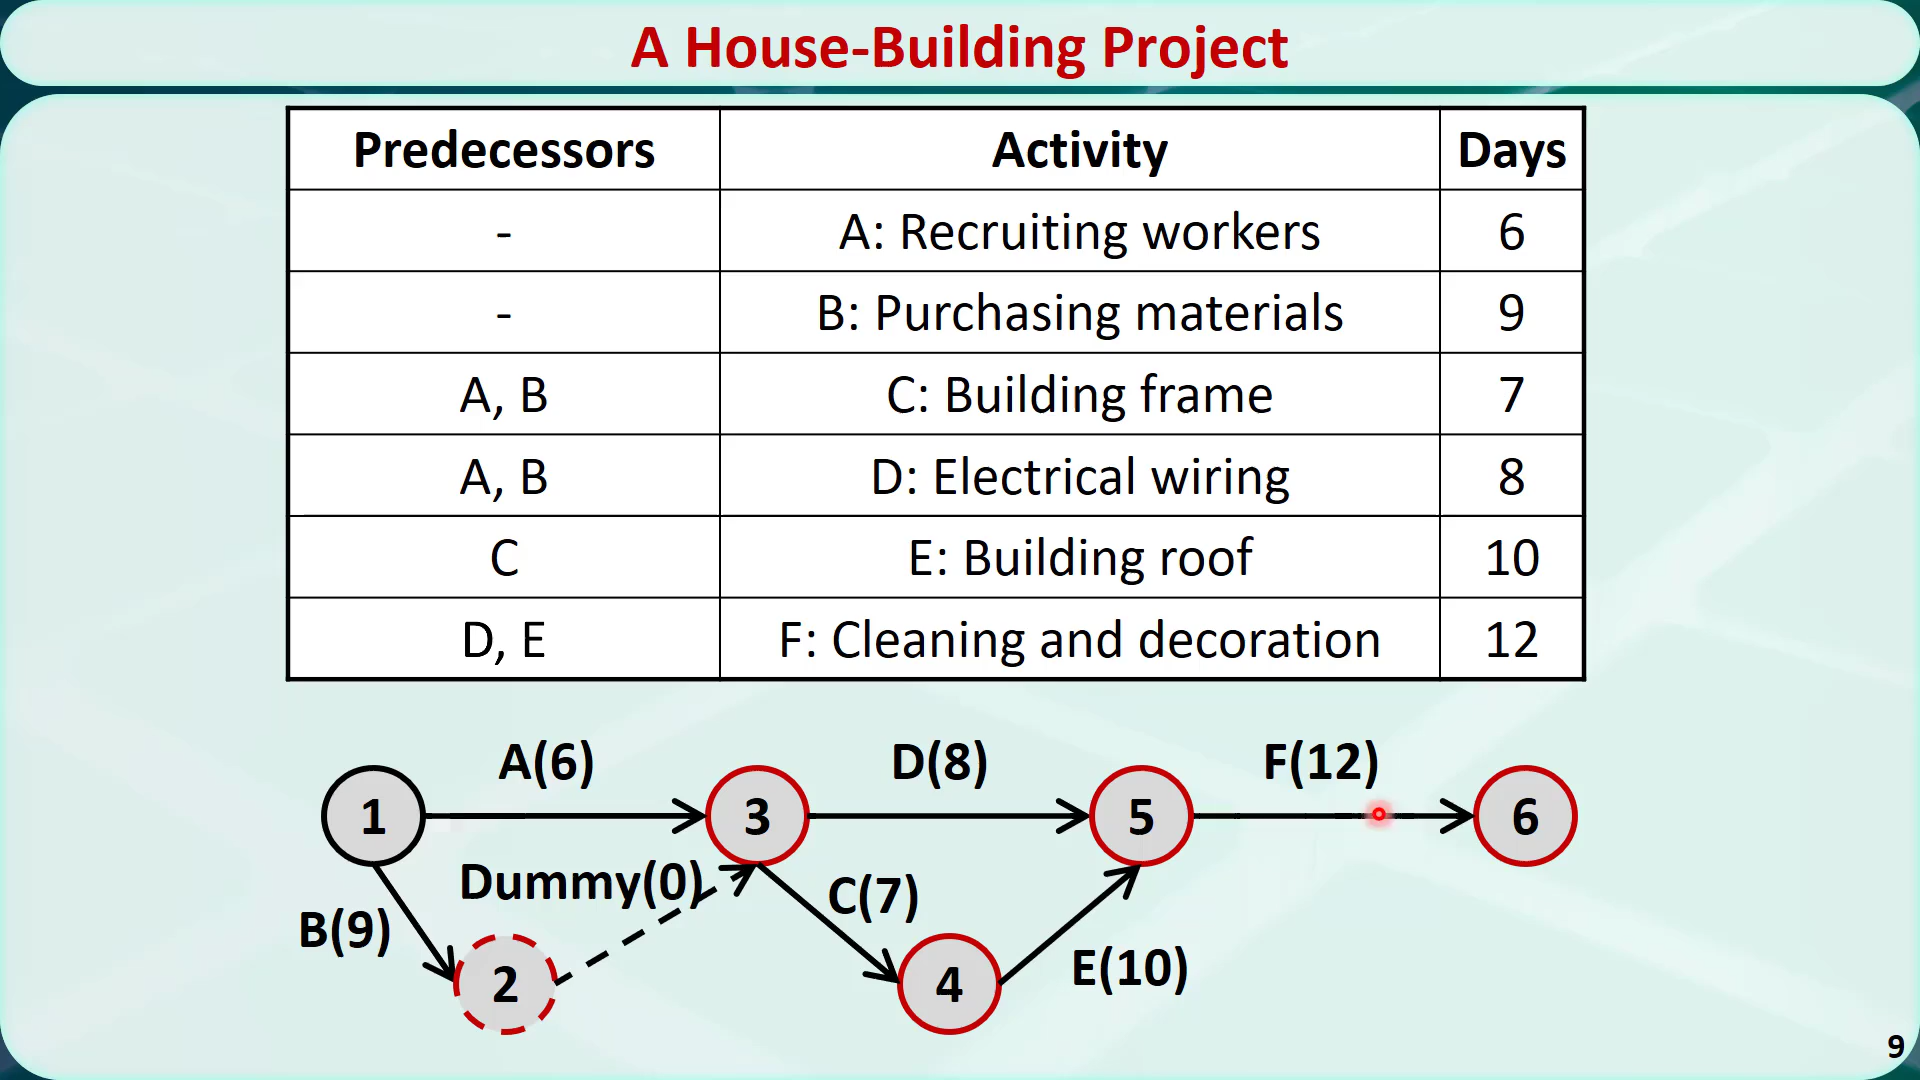 A House-Building Project
Predecessors Activity Days
- A: Recruiting workers 6
- B: Purchasing materials 9
A, B C: Building frame 7
A, B D: Electrical wiring 8
C E: Building roof 10
D, E F: Cleaning and decoration 12
A(6) D(8) F(12)
1 3 5 6
Dummy(0) C(7)
B(9) E(10)
2 4
9